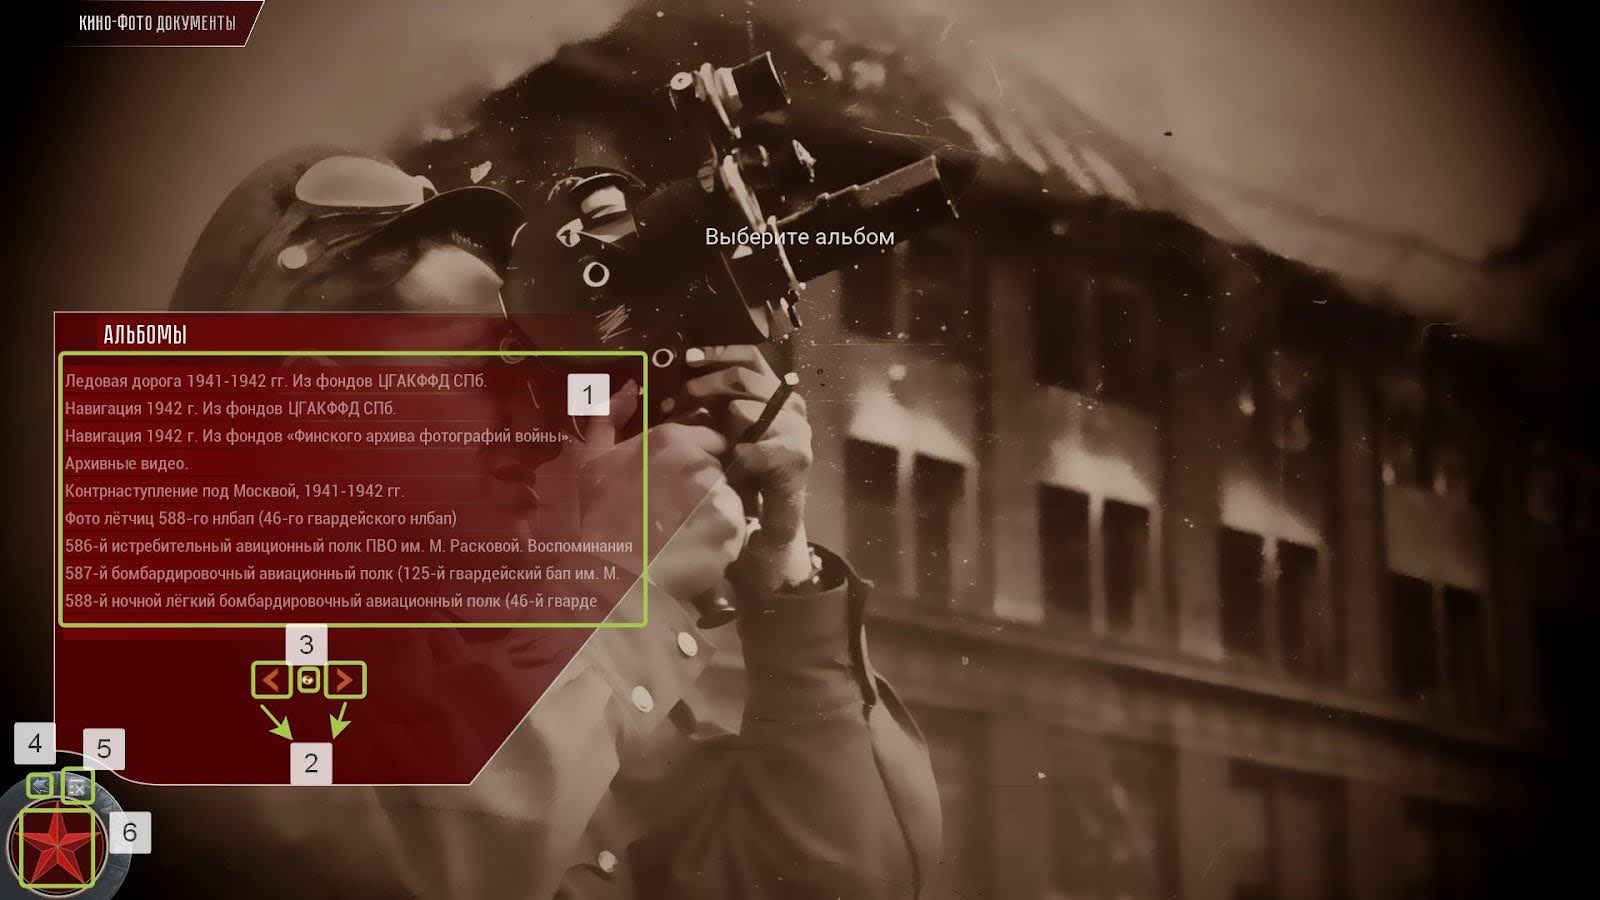 КИНО-ФОТО ДОКУМЕНТЫ
Выберите альбом
АЛЬБОМЫ
Ледовая дорога 1941-1942 гг. Из фондов ЦГАКФФД СПб.
1
Навигация 1942 г. Из фондов ЦГАКФФД СПб.
Навигация 1942 г. Из фондов «Финского архива фотографий войны».
Архивные видео.
Контрнаступление под Москвой, 1941-1942 гг.
Фото лётчиц 588-го нлбап (46-го гвардейского нлбап)
586-й истребительный авиционный полк ПВО им. М. Расковой. Воспоминания
587-й бомбардировочный авиационный полк (125-й гвардейский бап им. М.
588-й ночной лёгкий бомбардировочный авиационный полк (46-й гварде
3
2
4
5
6